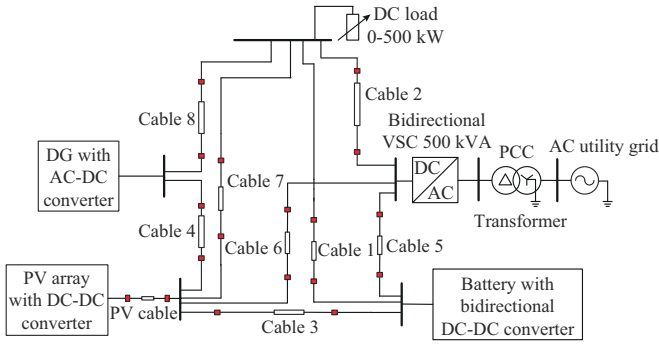 DC load
0-500 kW
Cable 2
Cable 8
Bidirectional
VSC 500 kVA
PCC
AC utility grid
DC
AC
DG with
AC-DC
converter
Cable 7
Transformer
Cable 4
Cable 6
Cable 1
Cable 5
PV array
with DC-DC
converter
PV cable
Cable 3
Battery with
bidirectional
DC-DC converter